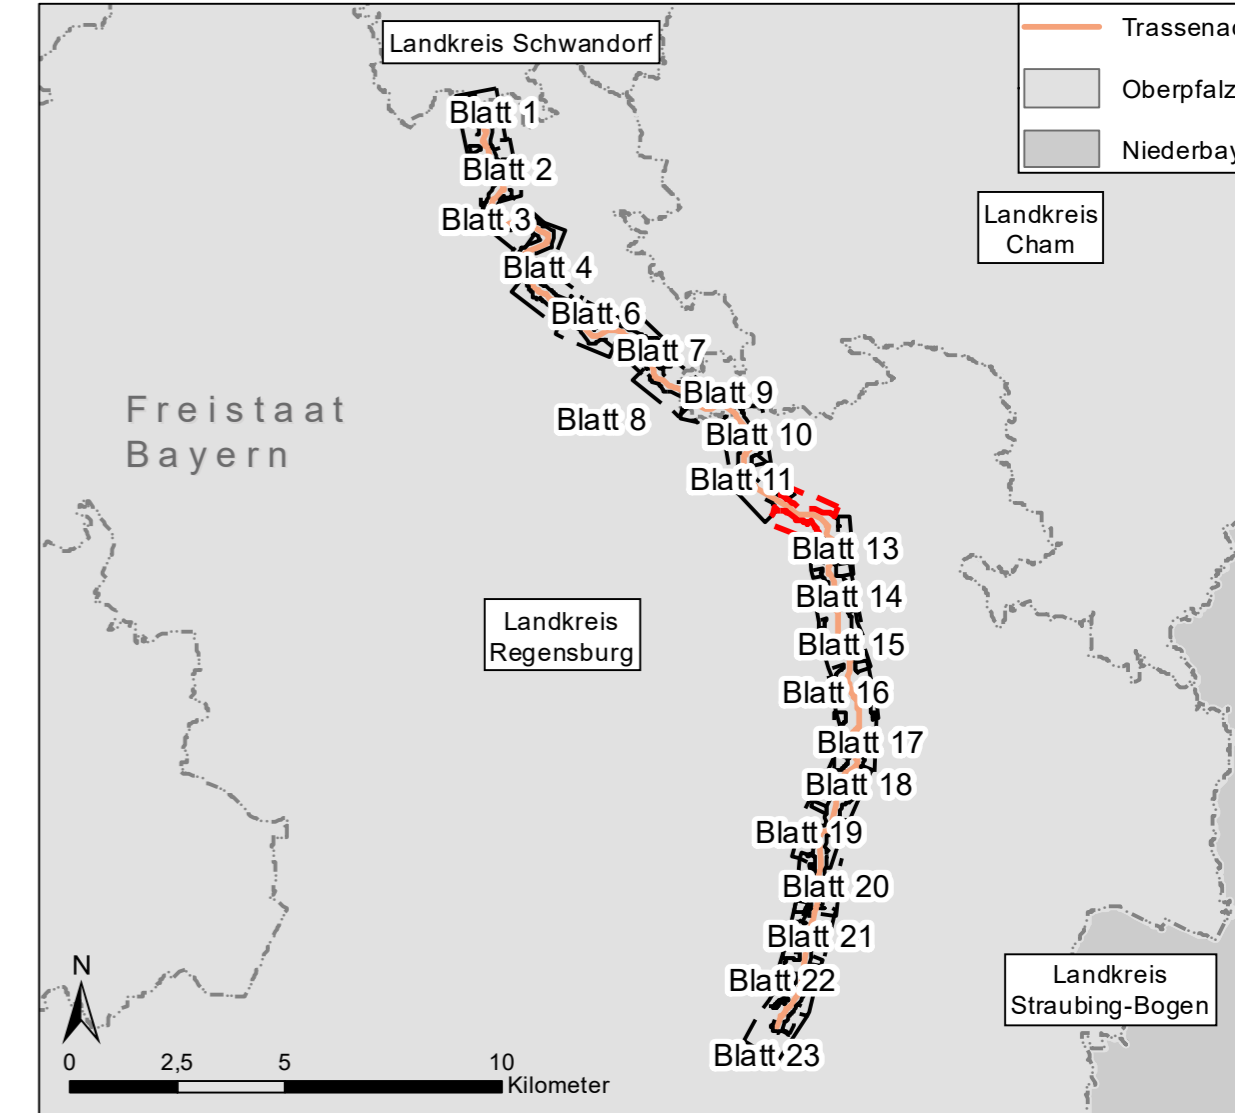 Landkreis Schwandorf
Trassenac
Oberpfalz
Niederbay
Blatt 1
Blatt 2
Blatt 3
Blatt 4
Blatt 6
Blatt 7
Blatt 8
Blatt 9
Blatt 10
Blatt 11
Blatt 13
Blatt 14
Blatt 15
Blatt 16
Blatt 17
Blatt 18
Blatt 19
Blatt 20
Blatt 21
Blatt 22
Blatt 23
Landkreis
Cham
Freistaat
Bayern
Landkreis
Regensburg
Landkreis
Straubing-Bogen
N
0 2,5 5 10
Kilometer